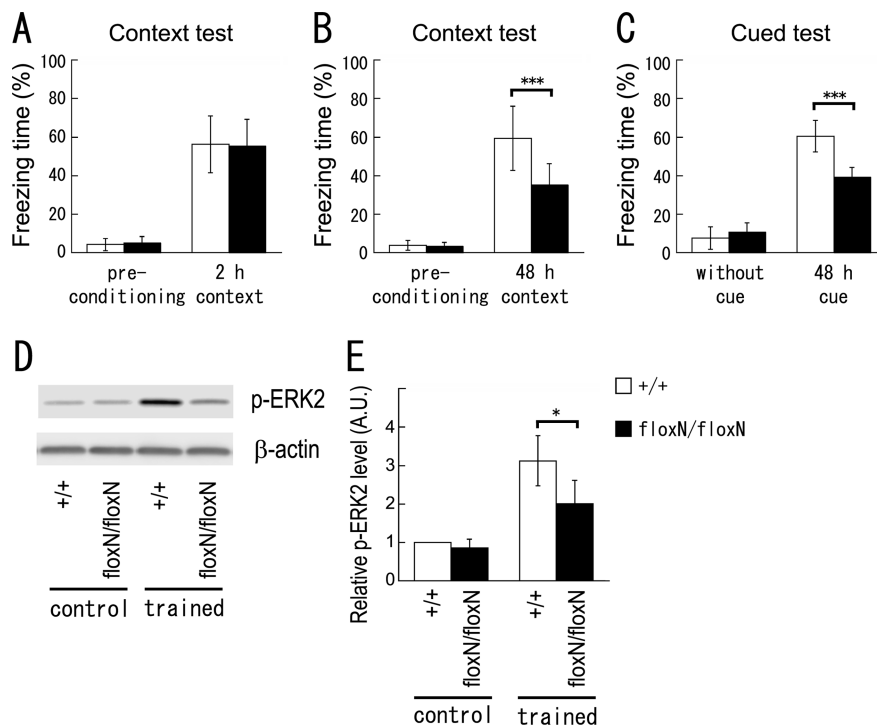 A
Context test
Freezing time (%)
100
80
60
40
20
0
pre-
conditioning
2 h
context
B
Context test
Freezing time (%)
100
80
60
40
20
0
***
pre-
conditioning
48 h
context
C
Cued test
Freezing time (%)
100
80
60
40
20
0
***
without
cue
48 h
cue
D
p-ERK2
β-actin
+/+
floxN/floxN
+/+
floxN/floxN
control
trained
E
Relative p-ERK2 level (A.U.)
5
4
3
2
1
0
*
+/+
floxN/floxN
+/+
floxN/floxN
control
trained
+/+
floxN/floxN